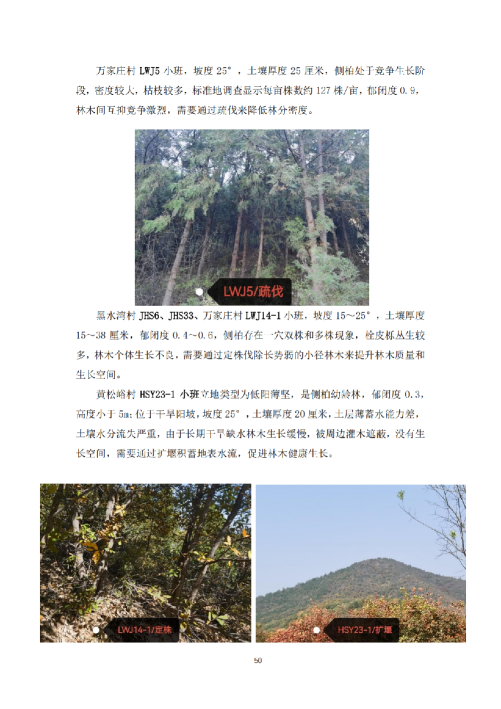 万家庄村 LWJ5 小班，坡度 25°，土壤厚度 25 厘米，侧柏处于竞争生长阶
段，密度较大，枯枝较多，标准地调查显示每亩株数约 127 株/亩，郁闭度 0.9，
林木间互抑竞争激烈，需要通过疏伐来降低林分密度。
LWJ5/疏伐
黑水湾村 JHS6、JHS33、万家庄村 LWJ14-1 小班，坡度 15～25°，土壤厚度
15～38 厘米，郁闭度 0.4～0.6，侧柏存在一穴双株和多株现象，栓皮栎丛生较
多，林木个体生长不良，需要通过定株伐除长势弱的小径林木来提升林木质量和
生长空间。
黄松峪村 HSY23-1 小班立地类型为低阳薄坚，是侧柏幼龄林，郁闭度 0.3，
高度小于 5m；位于干旱阳坡，坡度 25°，土壤厚度 20 厘米，土层薄蓄水能力差，
土壤水分流失严重，由于长期干旱缺水林木生长缓慢，被周边灌木遮蔽，没有生
长空间，需要通过扩堰积蓄地表水流，促进林木健康生长。
LWJ14-1/定株
HSY23-1/扩堰
50